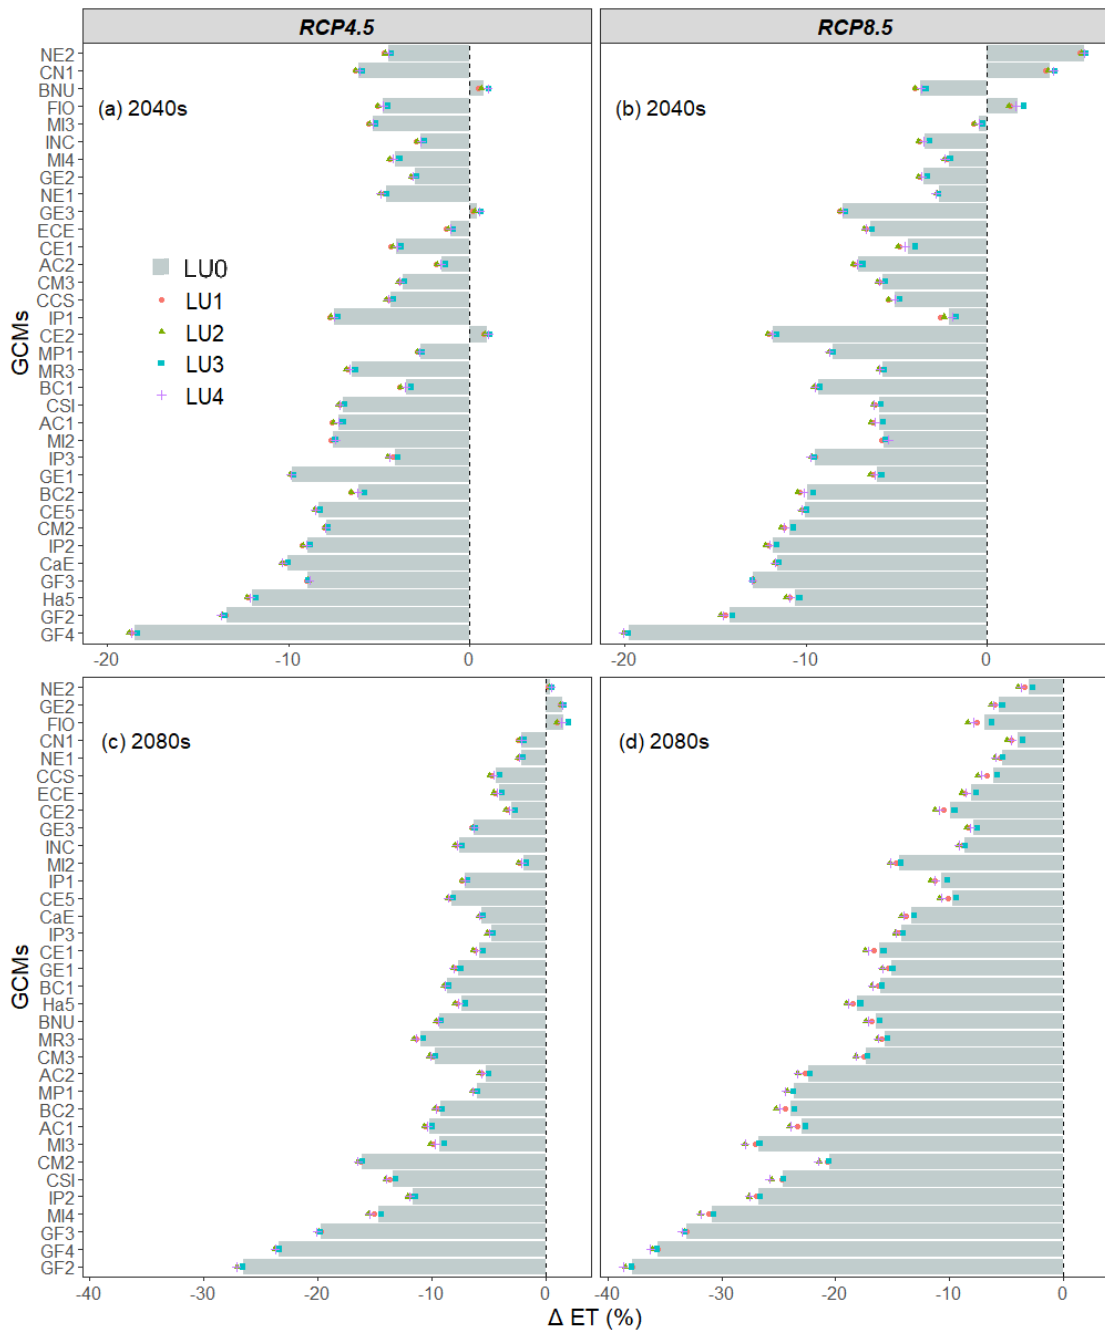 RCP4.5
RCP8.5
NE2
CN1
BNU
FIO
MI3
INC
MI4
GE2
NE1
GE3
ECE
CE1
AC2
CM3
CCS
IP1
CE2
MP1
MR3
BC1
CSI
AC1
MI2
IP3
GE1
BC2
CE5
CM2
IP2
CaE
GF3
Ha5
GF2
GF4
GCMs
(a) 2040s
LU0
LU1
LU2
LU3
LU4
(b) 2040s
-20
-10
0
-20
-10
0
NE2
GE2
FIO
CN1
NE1
CCS
ECE
CE2
GE3
INC
MI2
IP1
CE5
CaE
IP3
CE1
GE1
BC1
Ha5
BNU
MR3
CM3
AC2
MP1
BC2
AC1
MI3
CM2
CSI
IP2
MI4
GF3
GF4
GF2
GCMs
(c) 2080s
(d) 2080s
-40
-30
-20
-10
0
-40
-30
-20
-10
0
Δ ET (%)